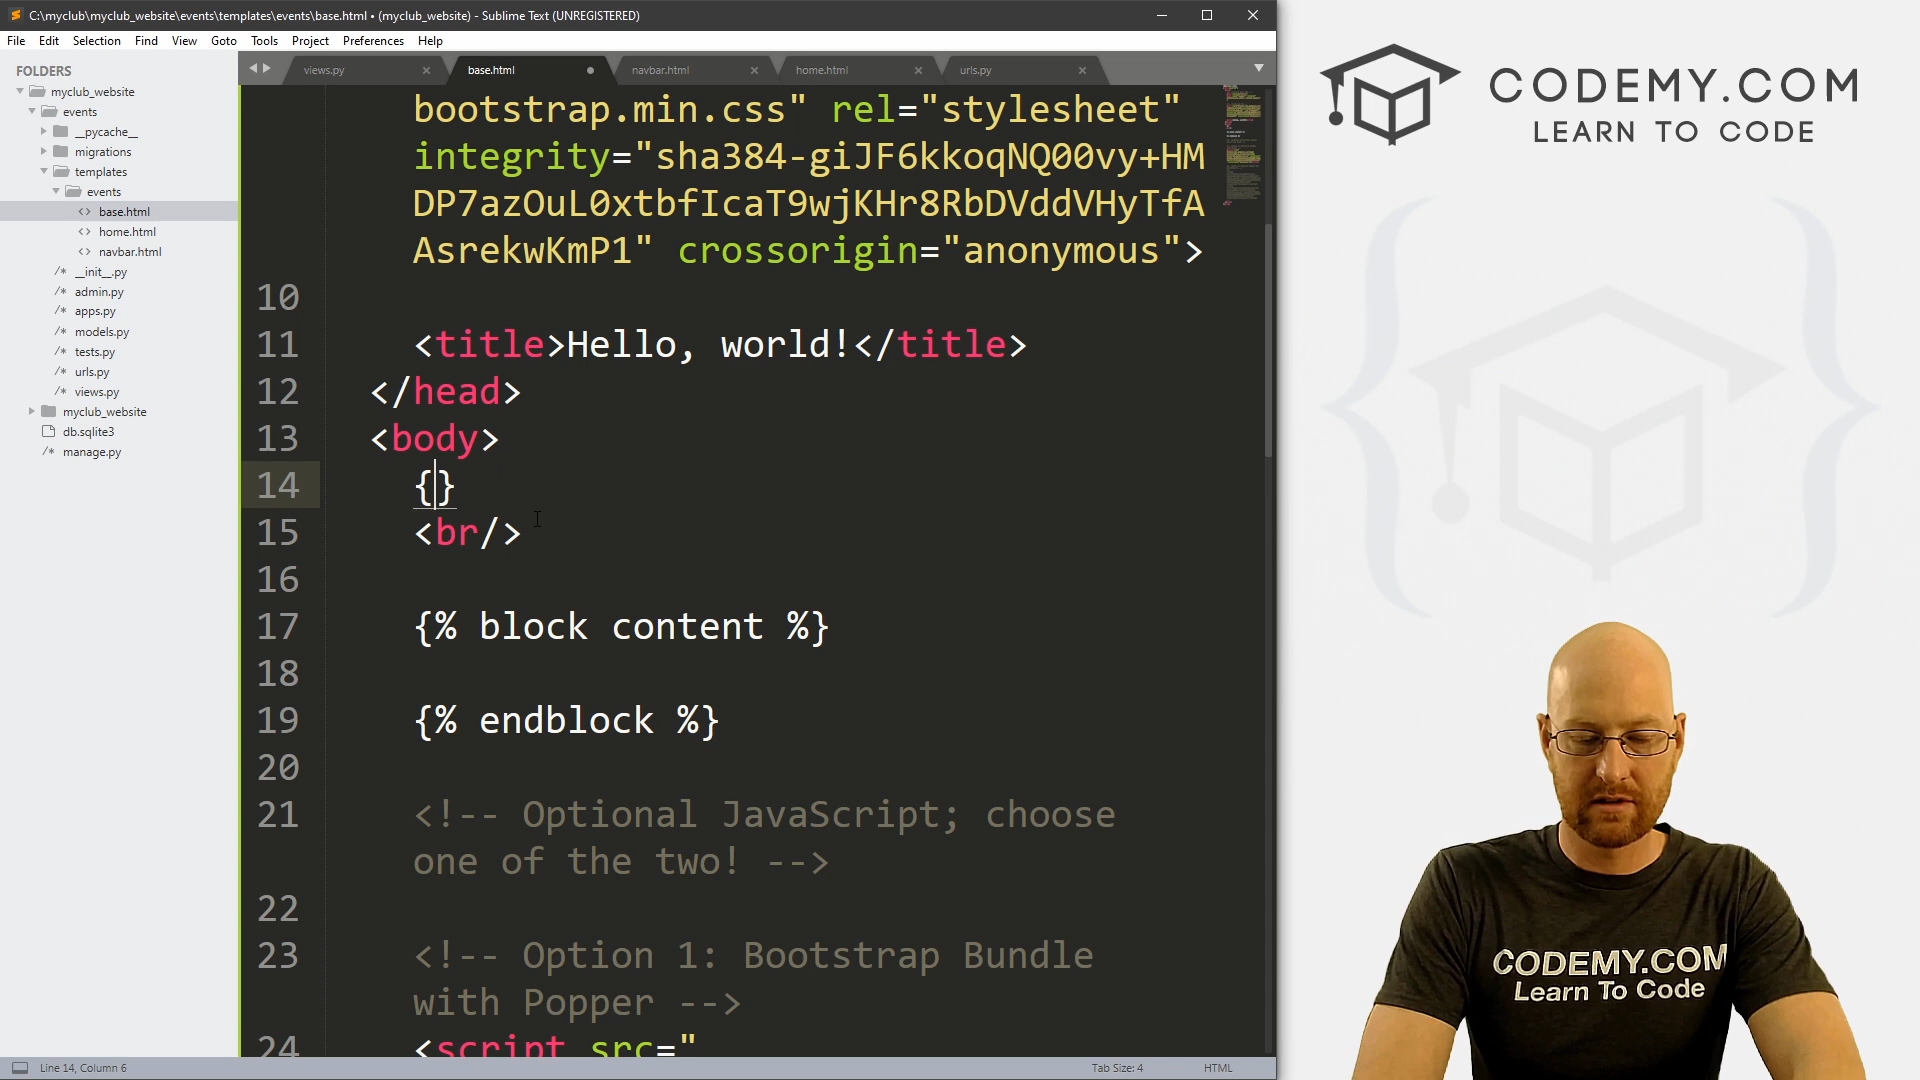 C:\myclub\myclub_website\events\templates\events\base.html • (myclub_website) - Sublime Text (UNREGISTERED)
File Edit Selection Find View Goto Tools Project Preferences Help
FOLDERS
myclub_website
events
__pycache__
migrations
templates
events
base.html
home.html
navbar.html
__init__.py
admin.py
apps.py
models.py
tests.py
urls.py
views.py
myclub_website
db.sqlite3
manage.py
views.py base.html navbar.html home.html urls.py
bootstrap.min.css" rel="stylesheet"
integrity="sha384-giJF6kkoqNQ00vy+HM
DP7azOuL0xtbfIcaT9wjKHr8RbDVddVHyTfA
AsrekwKmP1" crossorigin="anonymous">
10
11 <title>Hello, world!</title>
12 </head>
13 <body>
14 {}
15 <br/>
16
17 {% block content %}
18
19 {% endblock %}
20
21 <!-- Optional JavaScript; choose
one of the two! -->
22
23 <!-- Option 1: Bootstrap Bundle
with Popper -->
24 <script src="
Line 14, Column 6
Tab Size: 4
HTML
CODEMY.COM
LEARN TO CODE
CODEMY.COM
Learn To Code